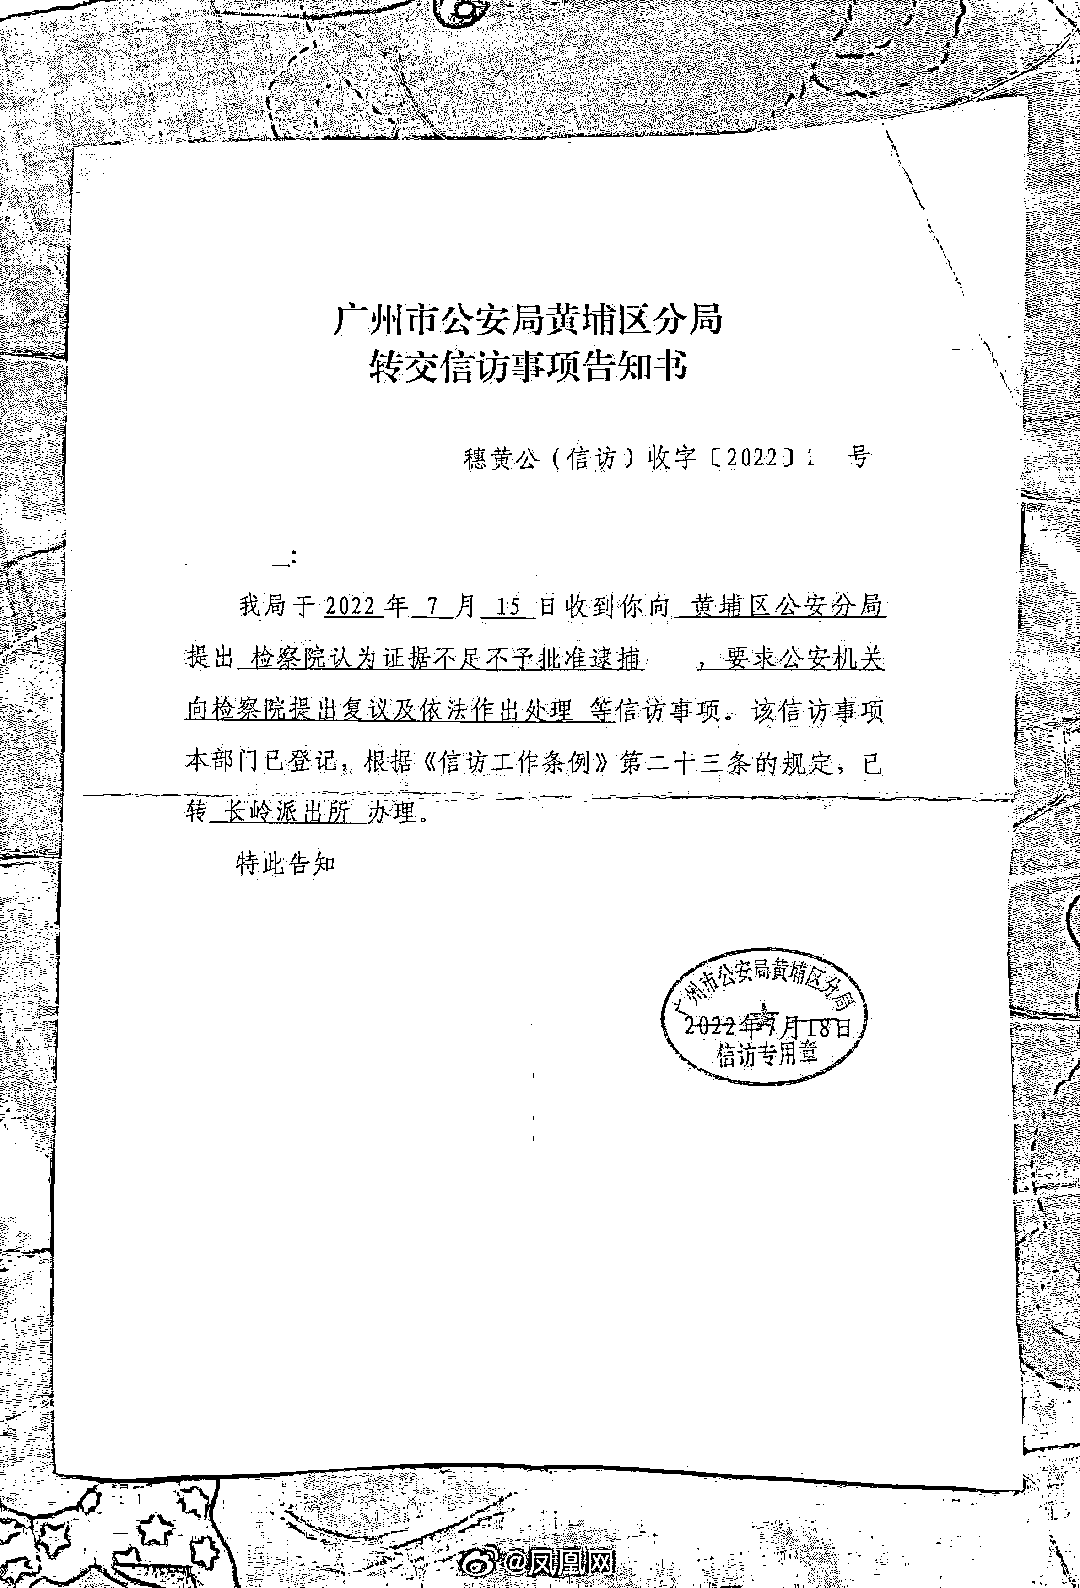 广州市公安局黄埔区分局
转交信访事项告知书
穗黄公(信访)收字〔2022〕 号
:
我局于2022年7月15日收到你向 黄埔区公安分局
提出 检察院认为证据不足不予批准逮捕 ,要求公安机关
向检察院提出复议及依法作出处理 等信访事项。该信访事项
本部门已登记,根据《信访工作条例》第二十三条的规定,已
转 长岭派出所 办理。
特此告知
广州市公安局黄埔区分局
2022年7月18日
信访专用章
@凤凰网